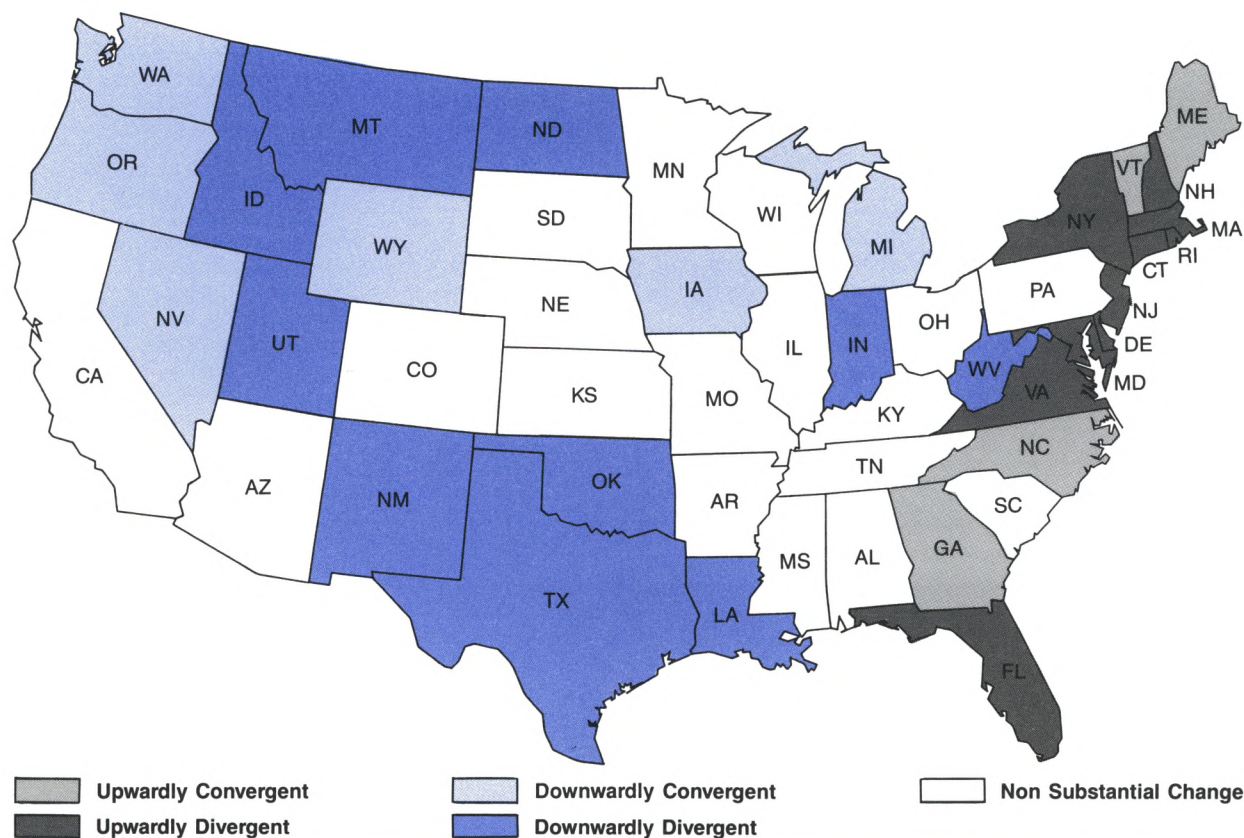 WA
OR
CA
NV
ID
MT
WY
UT
CO
AZ
NM
ND
SD
NE
KS
OK
TX
MN
IA
MO
AR
LA
WI
IL
MS
MI
IN
KY
TN
AL
OH
WV
GA
FL
SC
NC
VA
PA
NY
VT
ME
NH
MA
RI
CT
NJ
DE
MD
Upwardly Convergent
Downwardly Convergent
Non Substantial Change
Upwardly Divergent
Downwardly Divergent